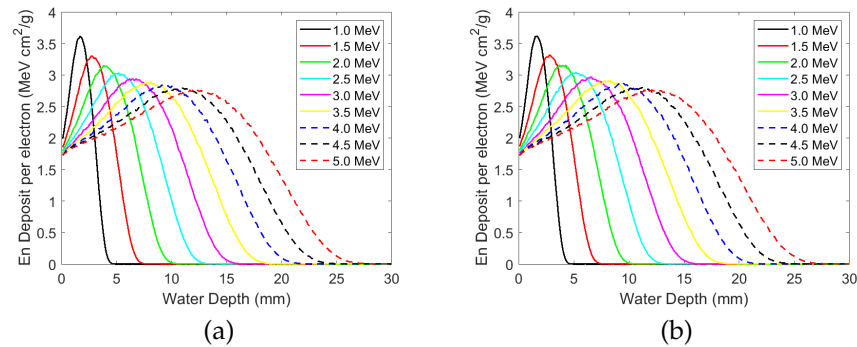 En Deposit per electron (MeV cm²/g)
4
3.5
3
2.5
2
1.5
1
0.5
0
0 5 10 15 20 25 30
Water Depth (mm)
1.0 MeV
1.5 MeV
2.0 MeV
2.5 MeV
3.0 MeV
3.5 MeV
4.0 MeV
4.5 MeV
5.0 MeV
(a)
En Deposit per electron (MeV cm²/g)
4
3.5
3
2.5
2
1.5
1
0.5
0
0 5 10 15 20 25 30
Water Depth (mm)
1.0 MeV
1.5 MeV
2.0 MeV
2.5 MeV
3.0 MeV
3.5 MeV
4.0 MeV
4.5 MeV
5.0 MeV
(b)